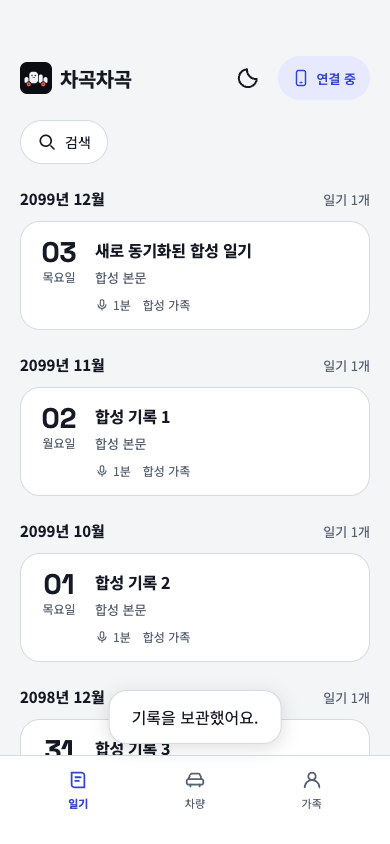 차곡차곡
연결 중
검색
2099년 12월
일기 1개
03
목요일
새로 동기화된 합성 일기
합성 본문
1분 합성 가족
2099년 11월
일기 1개
02
월요일
합성 기록 1
합성 본문
1분 합성 가족
2099년 10월
일기 1개
01
목요일
합성 기록 2
합성 본문
1분 합성 가족
2098년 12월
일기 1개
31
합성 기록 3
기록을 보관했어요.
일기
차량
가족